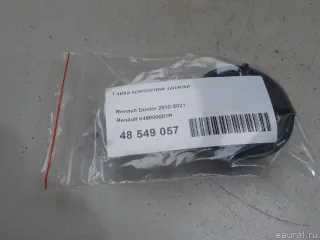 Гайка крепления запаски
Renault Duster 2010-2021
Renault 648600001R
48 549 057
© eaural.ru